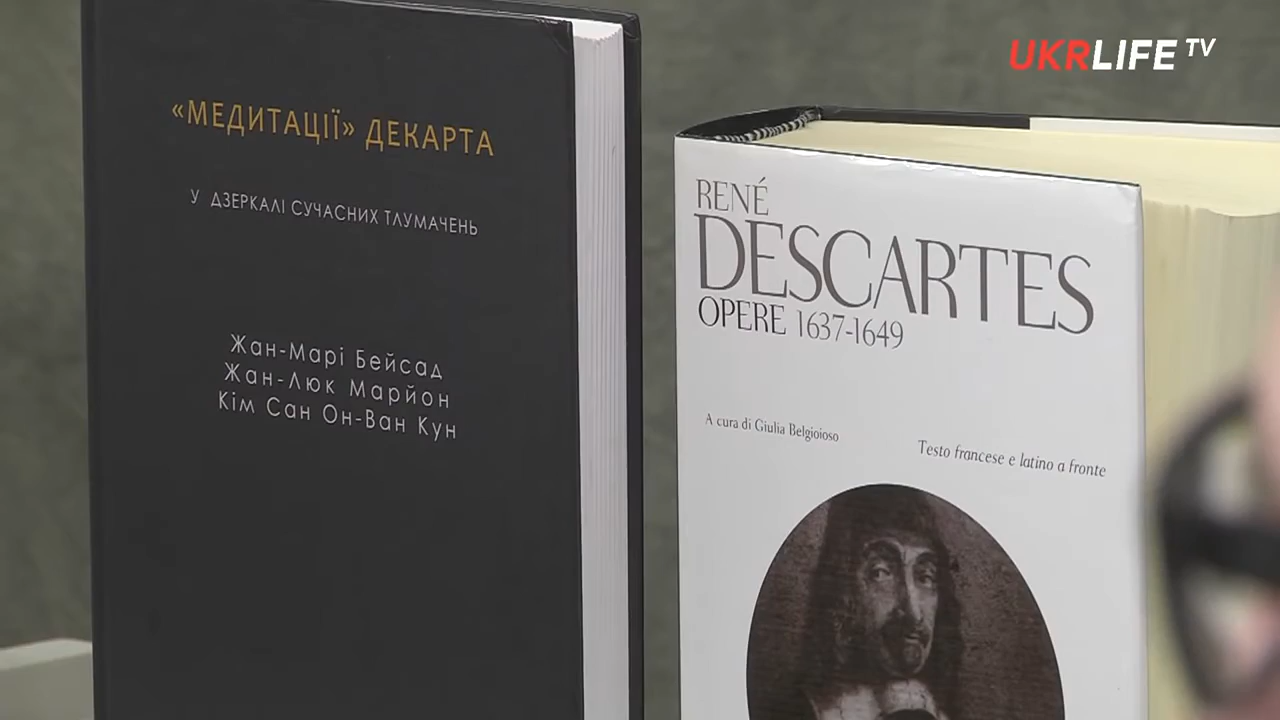 UKRLIFE TV
«МЕДИТАЦІЇ» ДЕКАРТА
У ДЗЕРКАЛІ СУЧАСНИХ ТЛУМАЧЕНЬ
Жан-Марі Бейсад
Жан-Люк Марйон
Кім Сан Он-Ван Кун
RENÉ
DESCARTES
OPERE 1637-1649
A cura di Giulia Belgioioso
Testo francese e latino a fronte